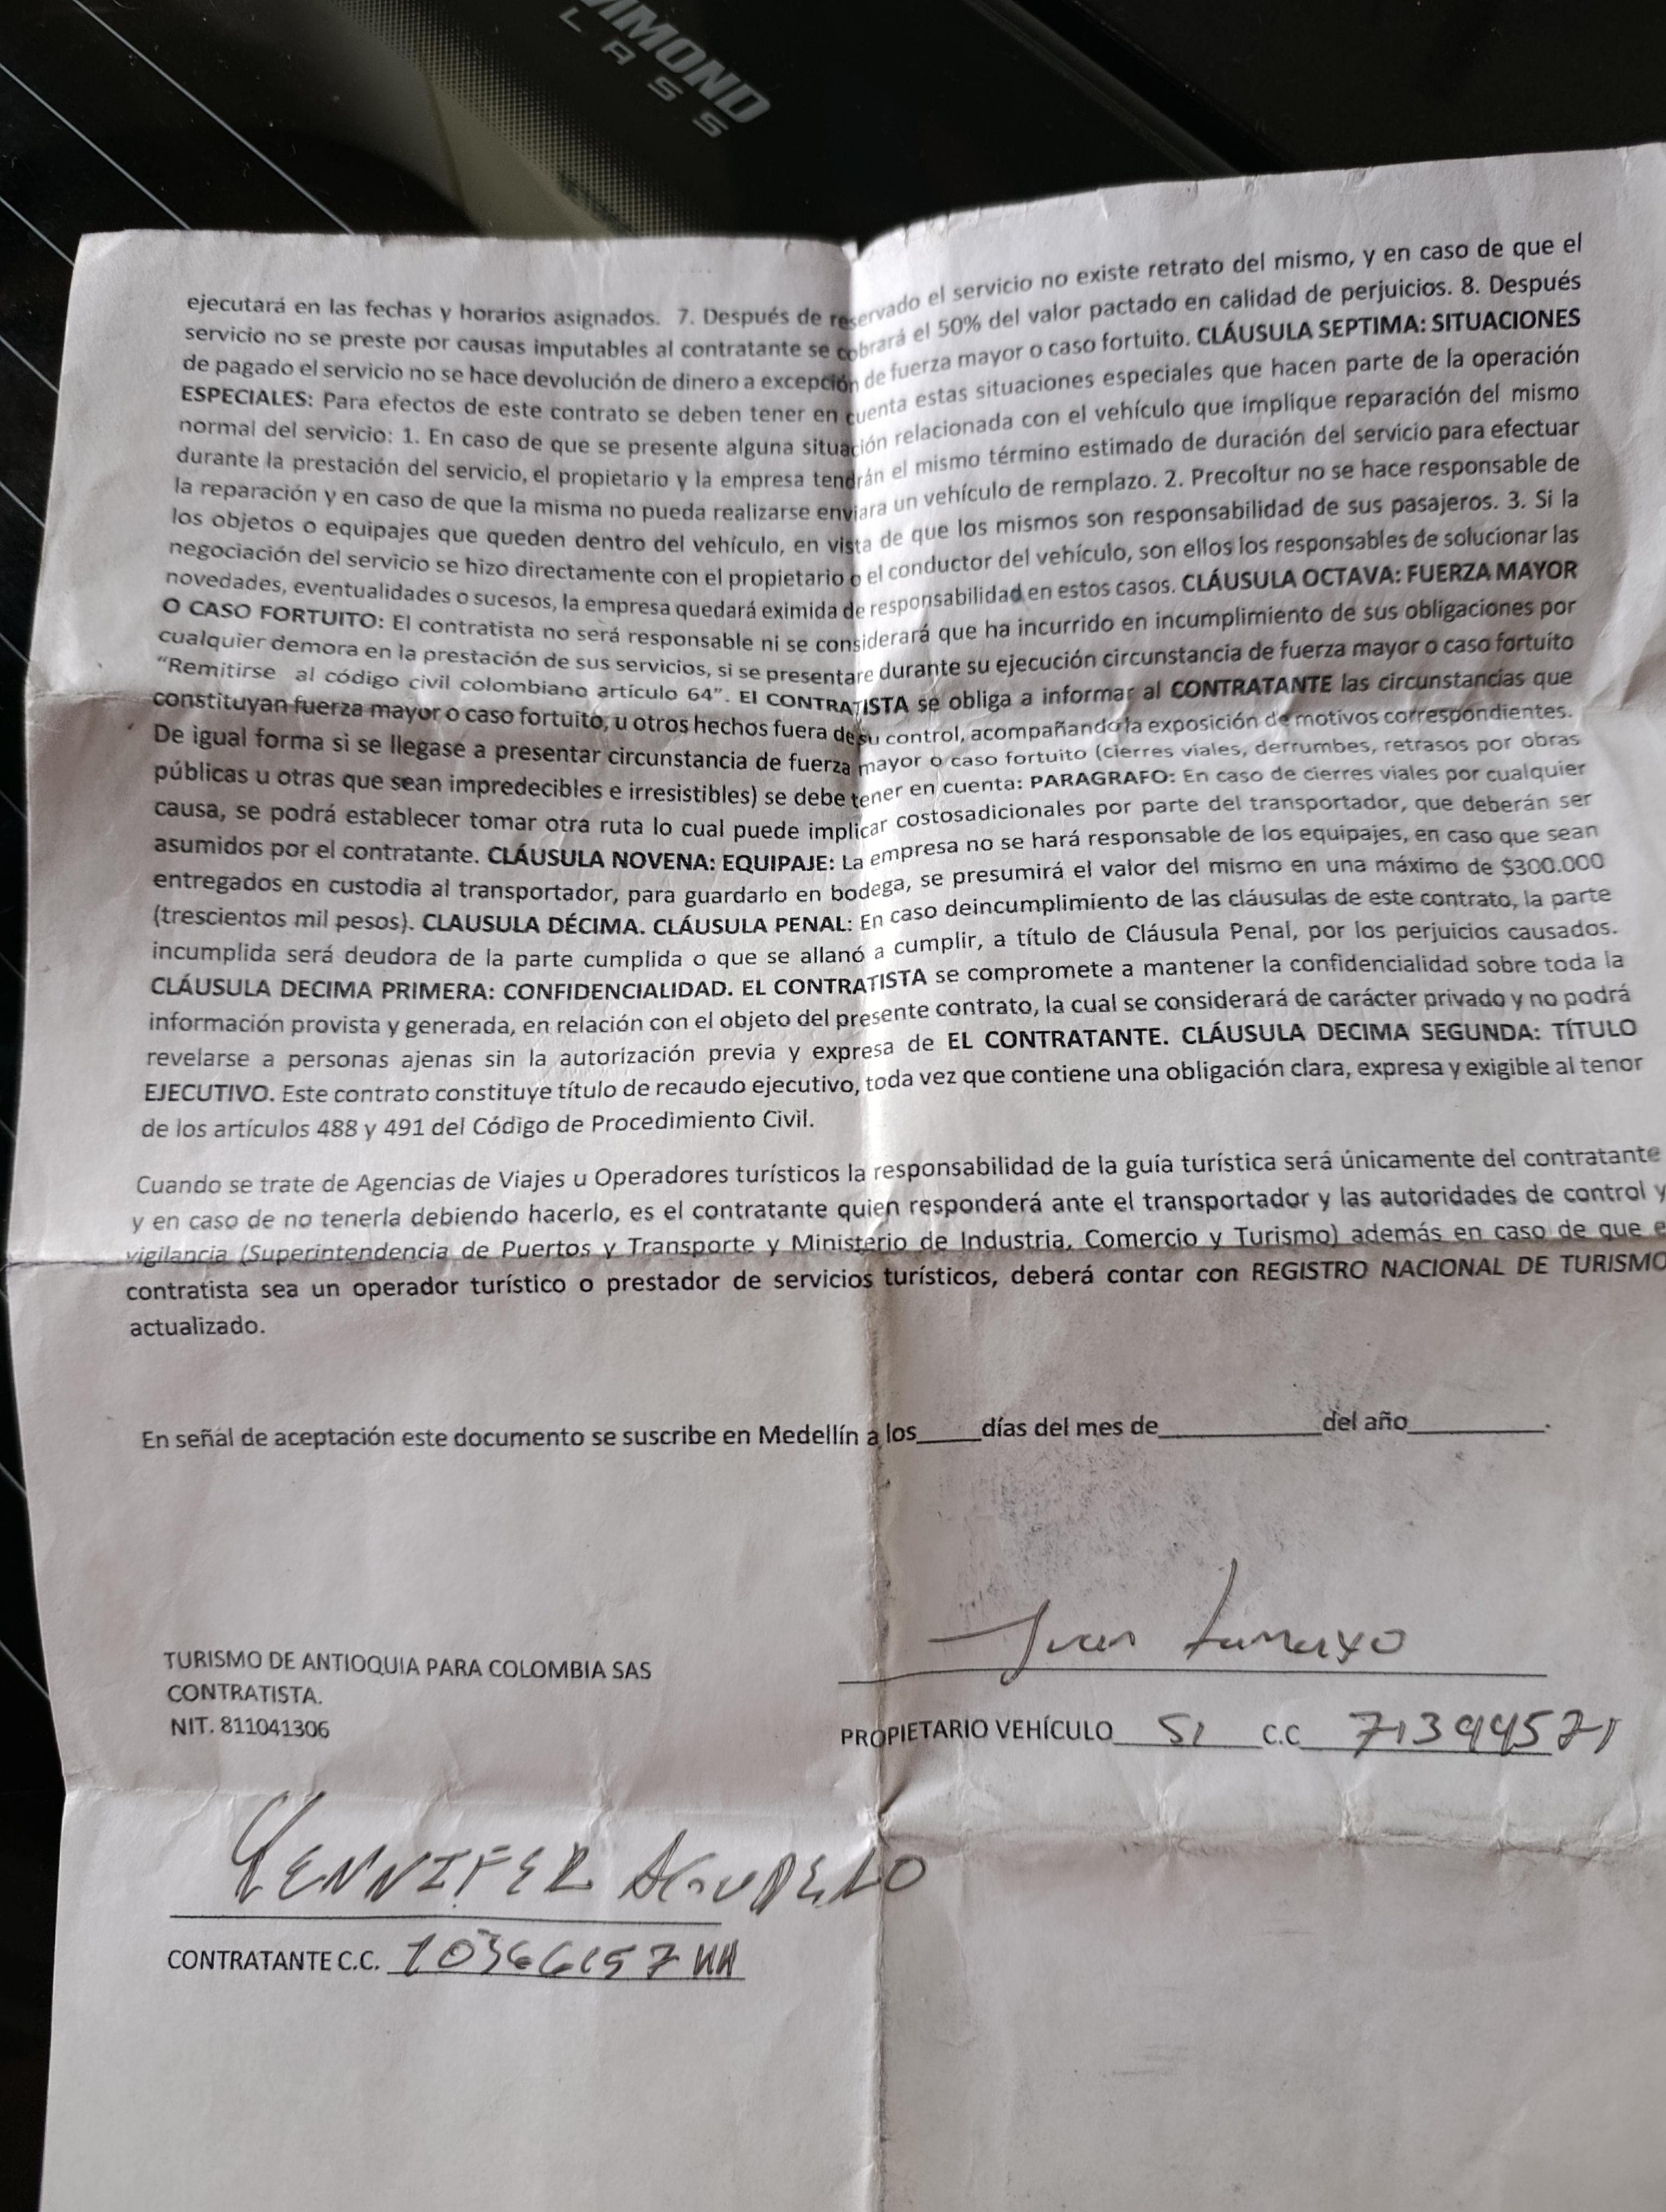 MMOND
LASS
ejecutará en las fechas y horarios asignados. 7. Después de reservado el servicio no existe retrato del mismo, y en caso de que el
servicio no se preste por causas imputables al contratante se cobrará el 50% del valor pactado en calidad de perjuicios. 8. Después
de pagado el servicio no se hace devolución de dinero a excepción de fuerza mayor o caso fortuito. CLÁUSULA SEPTIMA: SITUACIONES
ESPECIALES: Para efectos de este contrato se deben tener en cuenta estas situaciones especiales que hacen parte de la operación
normal del servicio: 1. En caso de que se presente alguna situación relacionada con el vehículo que implique reparación del mismo
durante la prestación del servicio, el propietario y la empresa tendrán el mismo término estimado de duración del servicio para efectuar
la reparación y en caso de que la misma no pueda realizarse enviara un vehículo de remplazo. 2. Precoltur no se hace responsable de
los objetos o equipajes que queden dentro del vehículo, en vista de que los mismos son responsabilidad de sus pasajeros. 3. Si la
negociación del servicio se hizo directamente con el propietario o el conductor del vehículo, son ellos los responsables de solucionar las
novedades, eventualidades o sucesos, la empresa quedará eximida de responsabilidad en estos casos. CLÁUSULA OCTAVA: FUERZA MAYOR
O CASO FORTUITO: El contratista no será responsable ni se considerará que ha incurrido en incumplimiento de sus obligaciones por
cualquier demora en la prestación de sus servicios, si se presentare durante su ejecución circunstancia de fuerza mayor o caso fortuito
"Remitirse al código civil colombiano artículo 64". El CONTRATISTA se obliga a informar al CONTRATANTE las circunstancias que
constituyan fuerza mayor o caso fortuito, u otros hechos fuera de su control, acompañando la exposición de motivos correspondientes.
De igual forma si se llegase a presentar circunstancia de fuerza mayor o caso fortuito (cierres viales, derrumbes, retrasos por obras
públicas u otras que sean impredecibles e irresistibles) se debe tener en cuenta: PARAGRAFO: En caso de cierres viales por cualquier
causa, se podrá establecer tomar otra ruta lo cual puede implicar costosadicionales por parte del transportador, que deberán ser
asumidos por el contratante. CLÁUSULA NOVENA: EQUIPAJE: La empresa no se hará responsable de los equipajes, en caso que sean
entregados en custodia al transportador, para guardarlo en bodega, se presumirá el valor del mismo en una máximo de $300.000
(trescientos mil pesos). CLAUSULA DÉCIMA. CLÁUSULA PENAL: En caso deincumplimiento de las cláusulas de este contrato, la parte
incumplida será deudora de la parte cumplida o que se allanó a cumplir, a título de Cláusula Penal, por los perjuicios causados.
CLÁUSULA DECIMA PRIMERA: CONFIDENCIALIDAD. EL CONTRATISTA se compromete a mantener la confidencialidad sobre toda la
información provista y generada, en relación con el objeto del presente contrato, la cual se considerará de carácter privado y no podrá
revelarse a personas ajenas sin la autorización previa y expresa de EL CONTRATANTE. CLÁUSULA DECIMA SEGUNDA: TÍTULO
EJECUTIVO. Este contrato constituye título de recaudo ejecutivo, toda vez que contiene una obligación clara, expresa y exigible al tenor
de los artículos 488 y 491 del Código de Procedimiento Civil.
Cuando se trate de Agencias de Viajes u Operadores turísticos la responsabilidad de la guía turística será únicamente del contratante
y en caso de no tenerla debiendo hacerlo, es el contratante quien responderá ante el transportador y las autoridades de control y
vigilancia (Superintendencia de Puertos y Transporte y Ministerio de Industria, Comercio y Turismo) además en caso de que e
contratista sea un operador turístico o prestador de servicios turísticos, deberá contar con REGISTRO NACIONAL DE TURISMO
actualizado.
En señal de aceptación este documento se suscribe en Medellín a los_____días del mes de_____________del año___________.
Juan Tamayo
TURISMO DE ANTIOQUIA PARA COLOMBIA SAS
CONTRATISTA.
NIT. 811041306
PROPIETARIO VEHÍCULO SI C.C 71394571
YENNIFER AGUDELO
CONTRATANTE C.C.